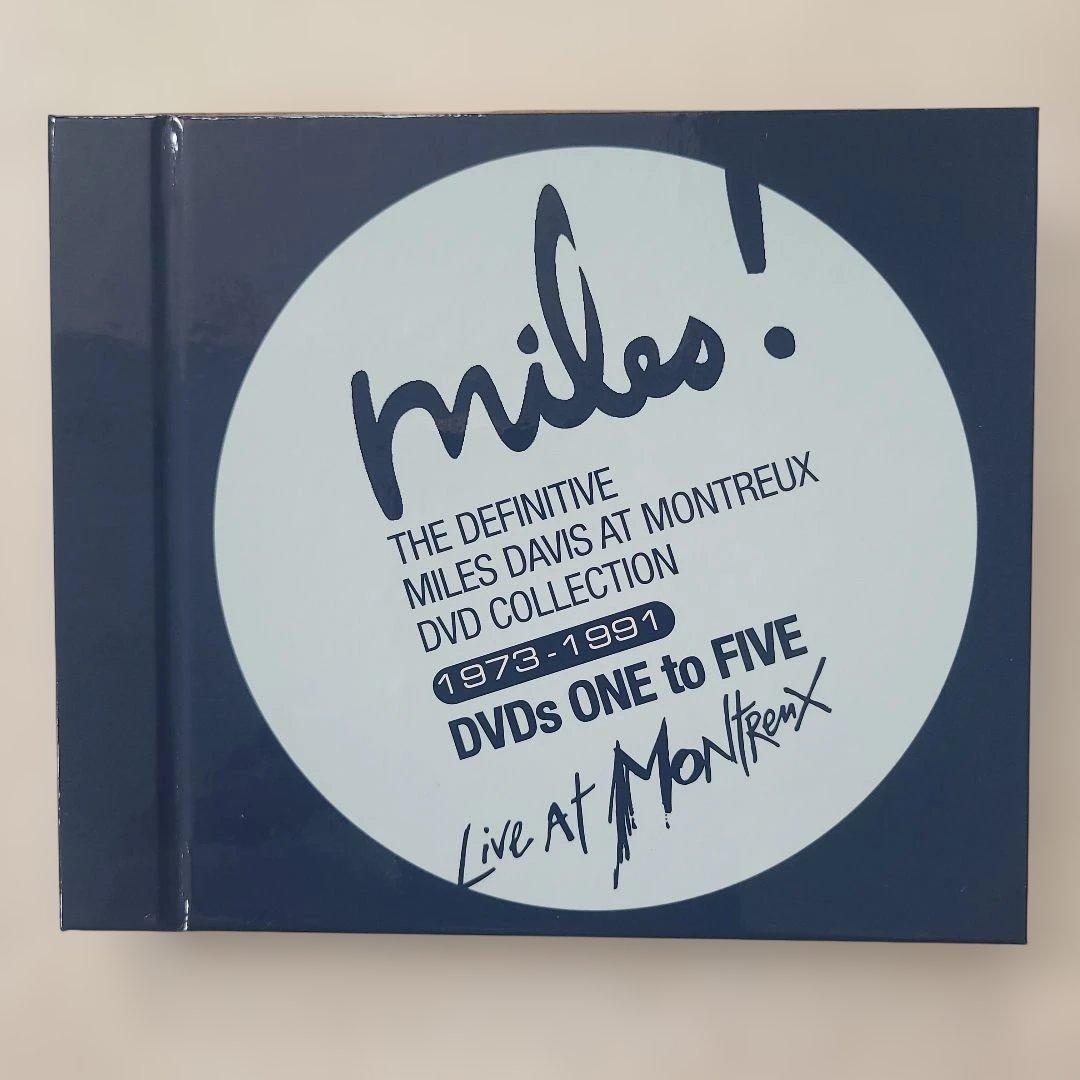 miles!
THE DEFINITIVE
MILES DAVIS AT MONTREUX
DVD COLLECTION
1973-1991
DVDs ONE to FIVE
Live At Montreux